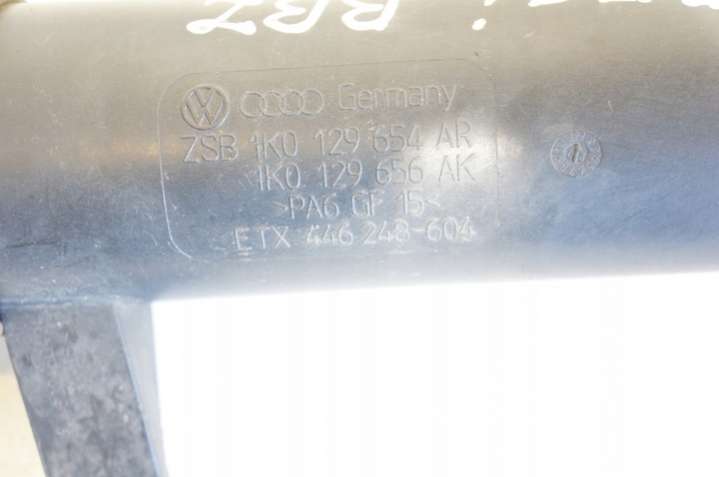 Germany
ZSB 1K0 129 654 AR
1K0 129 656 AK
>PA6 GF 15<
ETX 446 248-604